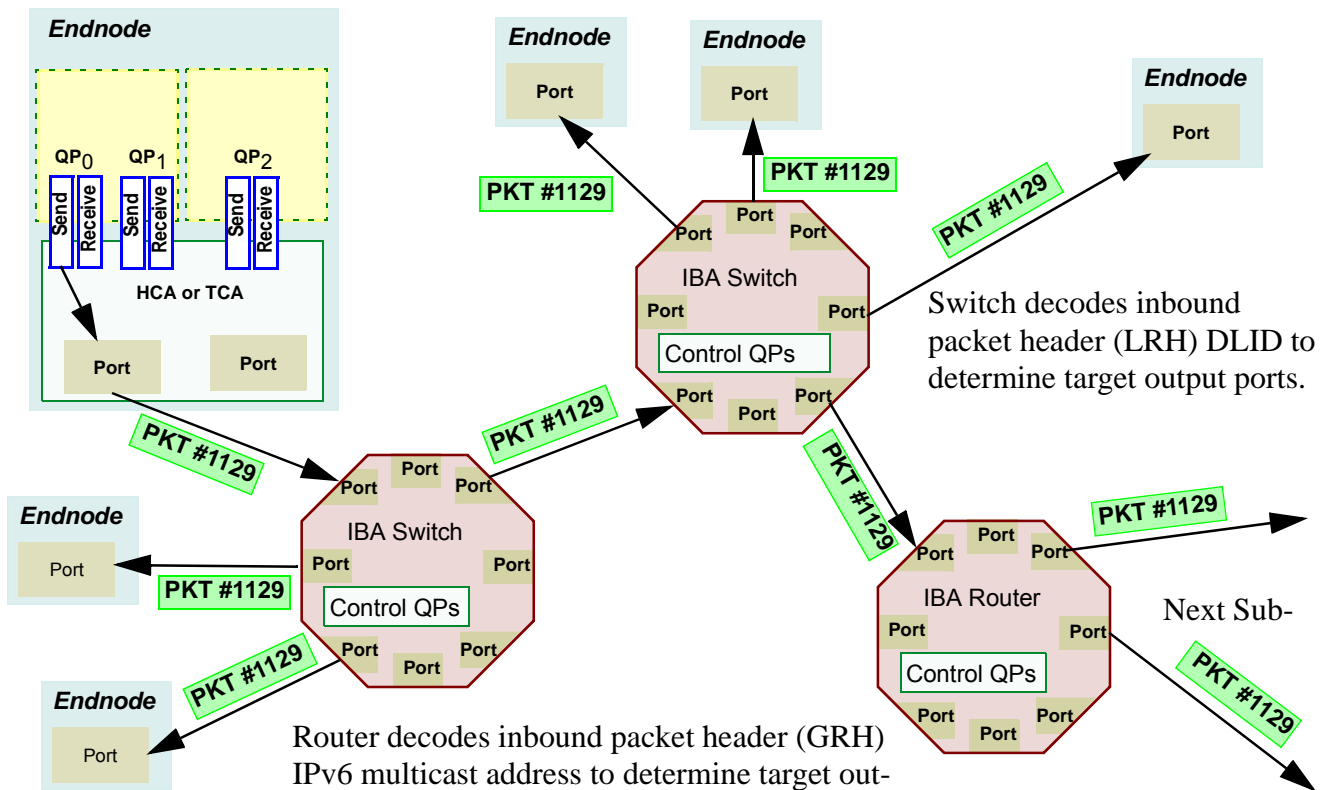 Endnode
QP0 QP1 QP2
Send
Receive
Send
Receive
Send
Receive
HCA or TCA
Port
Port
PKT #1129
Endnode
Port
Endnode
Port
Endnode
Port
PKT #1129
PKT #1129
PKT #1129
Port
Port
Port
IBA Switch
Port
Port
Control QPs
Port
Port
Port
Switch decodes inbound
packet header (LRH) DLID to
determine target output ports.
PKT #1129
PKT #1129
Port
Port
Port
IBA Switch
Port
Port
Control QPs
Port
Port
Port
Endnode
Port
PKT #1129
Endnode
Port
PKT #1129
Port
Port
Port
IBA Router
Port
Port
Control QPs
Port
Port
Port
PKT #1129
Next Sub-
PKT #1129
Router decodes inbound packet header (GRH)
IPv6 multicast address to determine target out-